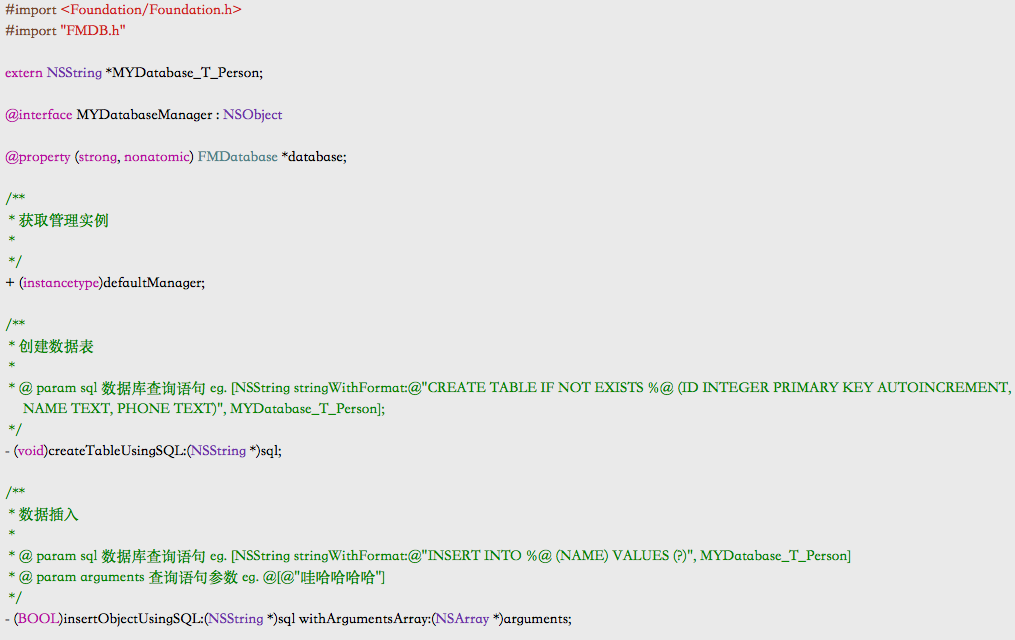 #import <Foundation/Foundation.h>
#import "FMDB.h"
extern NSString *MYDatabase_T_Person;
@interface MYDatabaseManager : NSObject
@property (strong, nonatomic) FMDatabase *database;
/**
* 获取管理实例
*
*/
+ (instancetype)defaultManager;
/**
* 创建数据表
*
* @ param sql 数据库查询语句 eg. [NSString stringWithFormat:@"CREATE TABLE IF NOT EXISTS %@ (ID INTEGER PRIMARY KEY AUTOINCREMENT,
NAME TEXT, PHONE TEXT)", MYDatabase_T_Person];
*/
- (void)createTableUsingSQL:(NSString *)sql;
/**
* 数据插入
*
* @ param sql 数据库查询语句 eg. [NSString stringWithFormat:@"INSERT INTO %@ (NAME) VALUES (?)", MYDatabase_T_Person]
* @ param arguments 查询语句参数 eg. @[@"哇哈哈哈哈"]
*/
- (BOOL)insertObjectUsingSQL:(NSString *)sql withArgumentsArray:(NSArray *)arguments;